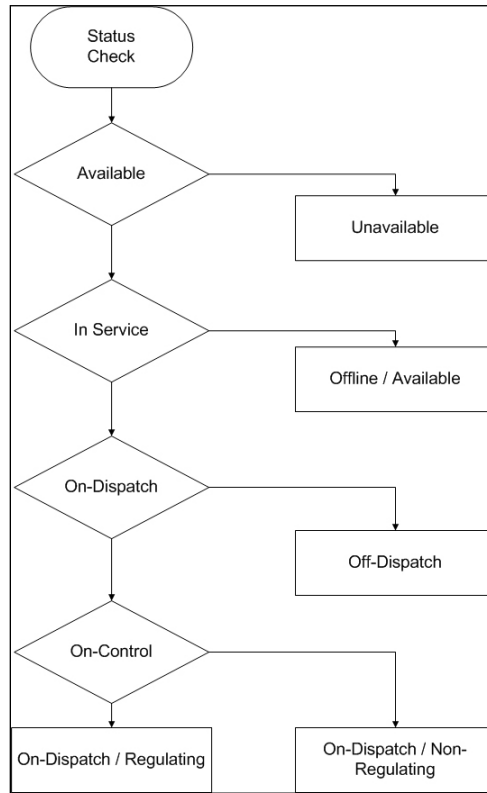 Status
Check
Available
Unavailable
In Service
Offline / Available
On-Dispatch
Off-Dispatch
On-Control
On-Dispatch / Regulating
On-Dispatch / Non-
Regulating